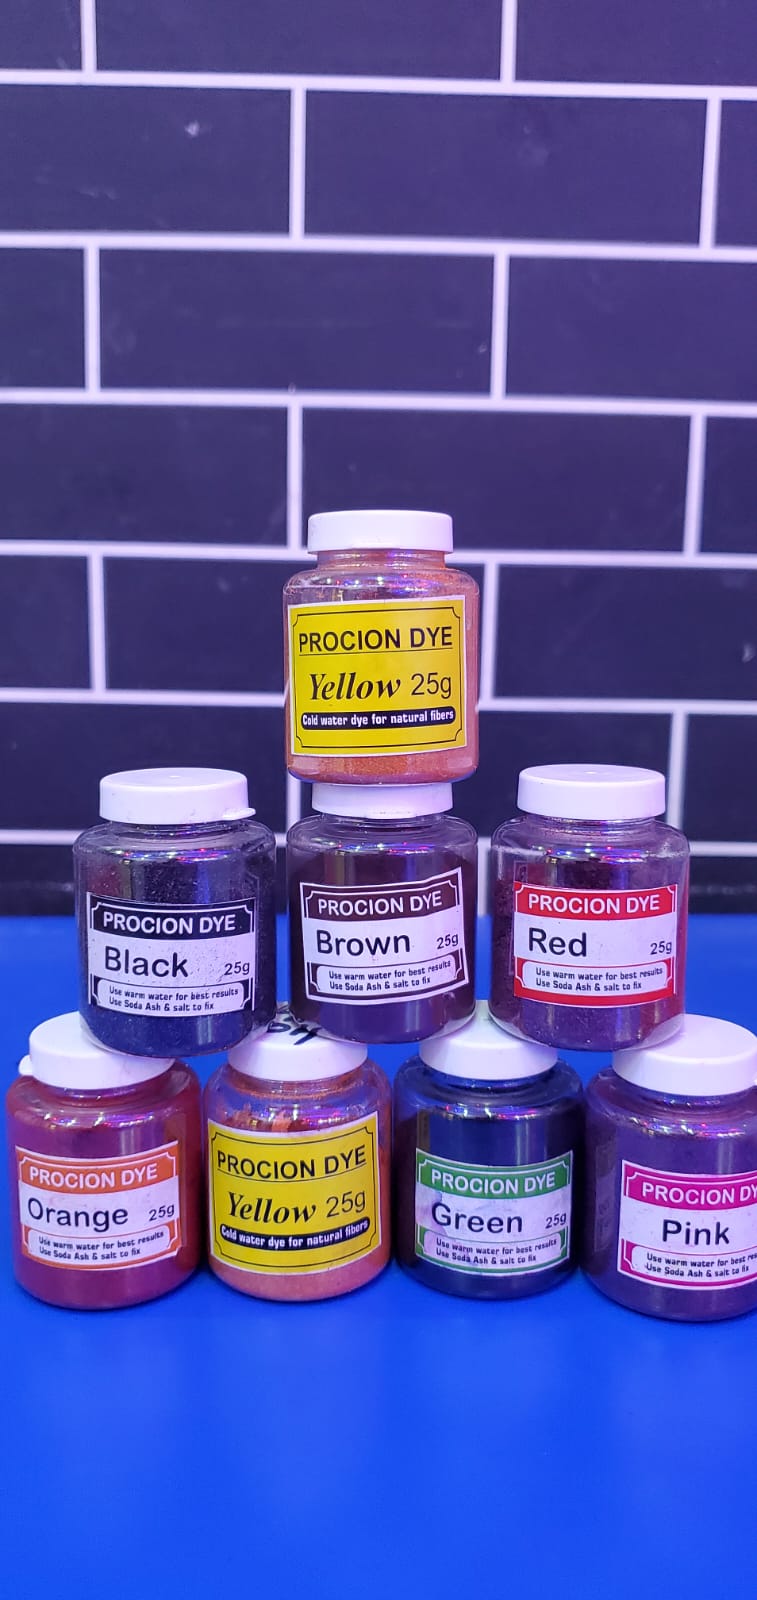 PROCION DYE
Yellow 25g
Cold water dye for natural fibers
PROCION DYE
Black 25g
Use warm water for best results
Use Soda Ash & salt to fix
PROCION DYE
Brown 25g
Use warm water for best results
Use Soda Ash & salt to fix
PROCION DYE
Red 25g
Use warm water for best results
Use Soda Ash & salt to fix
PROCION DYE
Orange 25g
Use warm water for best results
Use Soda Ash & salt to fix
PROCION DYE
Yellow 25g
Cold water dye for natural fibers
PROCION DYE
Green 25g
Use warm water for best results
Use Soda Ash & salt to fix
PROCION DY
Pink
Use warm water for best res
Use Soda Ash & salt to fix